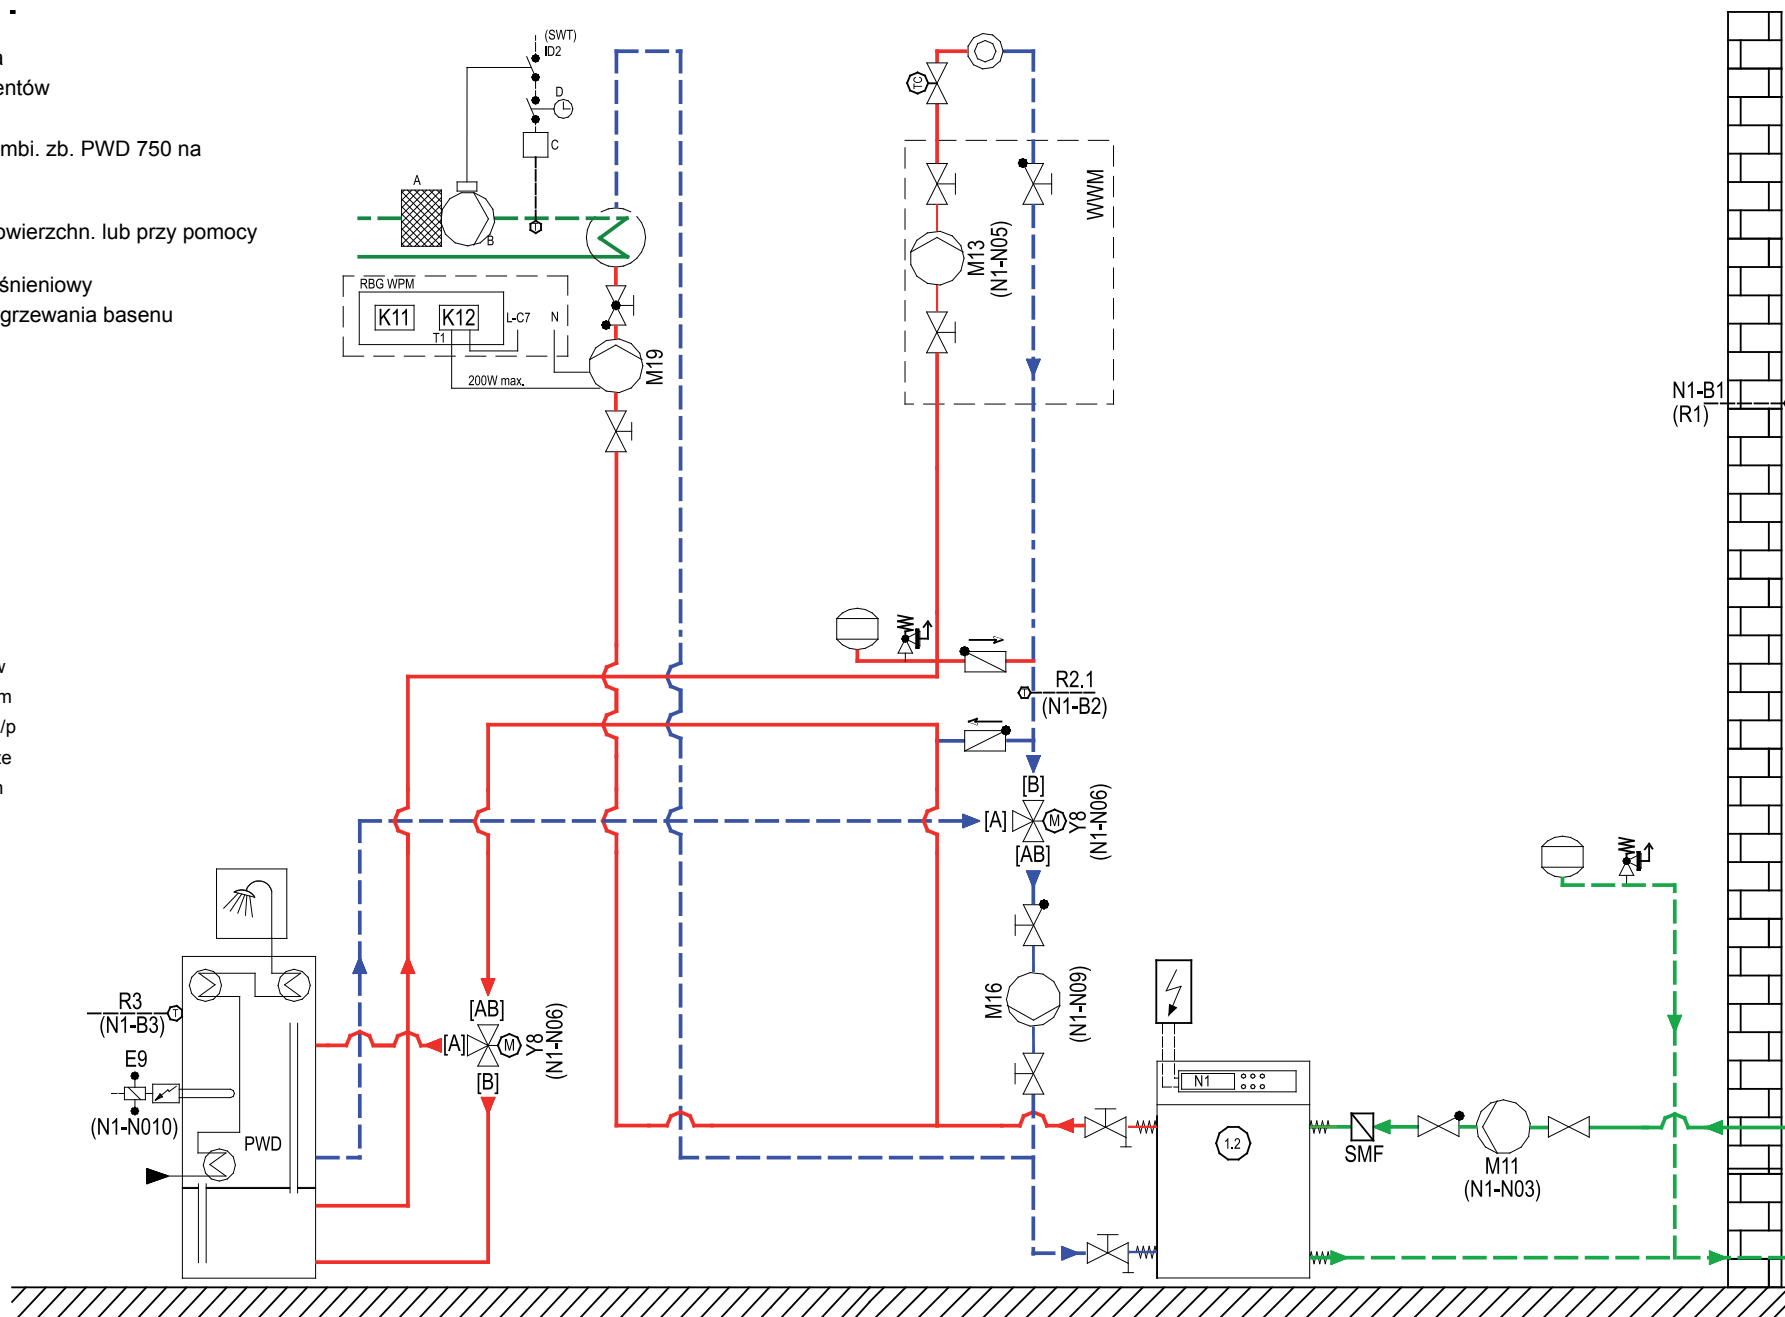 -
a
entów
mbi. zb. PWD 750 na
owierzchn. lub przy pomocy
śnieniowy
grzewania basenu
w
m
/p
te
n
(SWT)
ID2
D
C
A
B
T
RBG WPM
K11
K12
T1
L-C7
N
200W max.
M19
TC
WWM
M13
(N1-N05)
N1-B1
(R1)
T
R2.1
(N1-B2)
[B]
[A]
M
Y8
(N1-N06)
[AB]
M16
(N1-N09)
R3
(N1-B3)
T
E9
(N1-N010)
PWD
[AB]
[A]
M
Y8
(N1-N06)
[B]
N1
1.2
SMF
M11
(N1-N03)